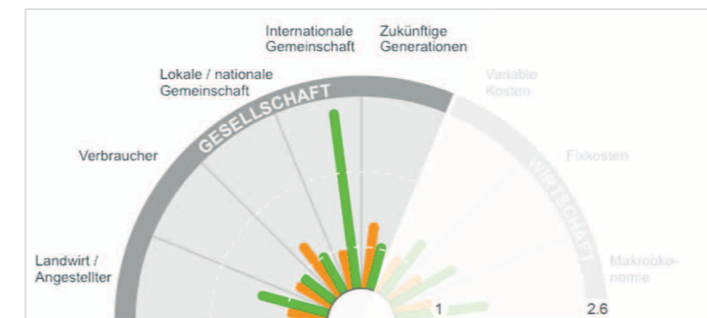 Internationale
Gemeinschaft
Zukünftige
Generationen
Lokale / nationale
Gemeinschaft
Variable
Kosten
GESELLSCHAFT
Verbraucher
Fixkosten
WIRTSCHAFT
Landwirt /
Angestellter
Makroöko-
nomie
1
2.6